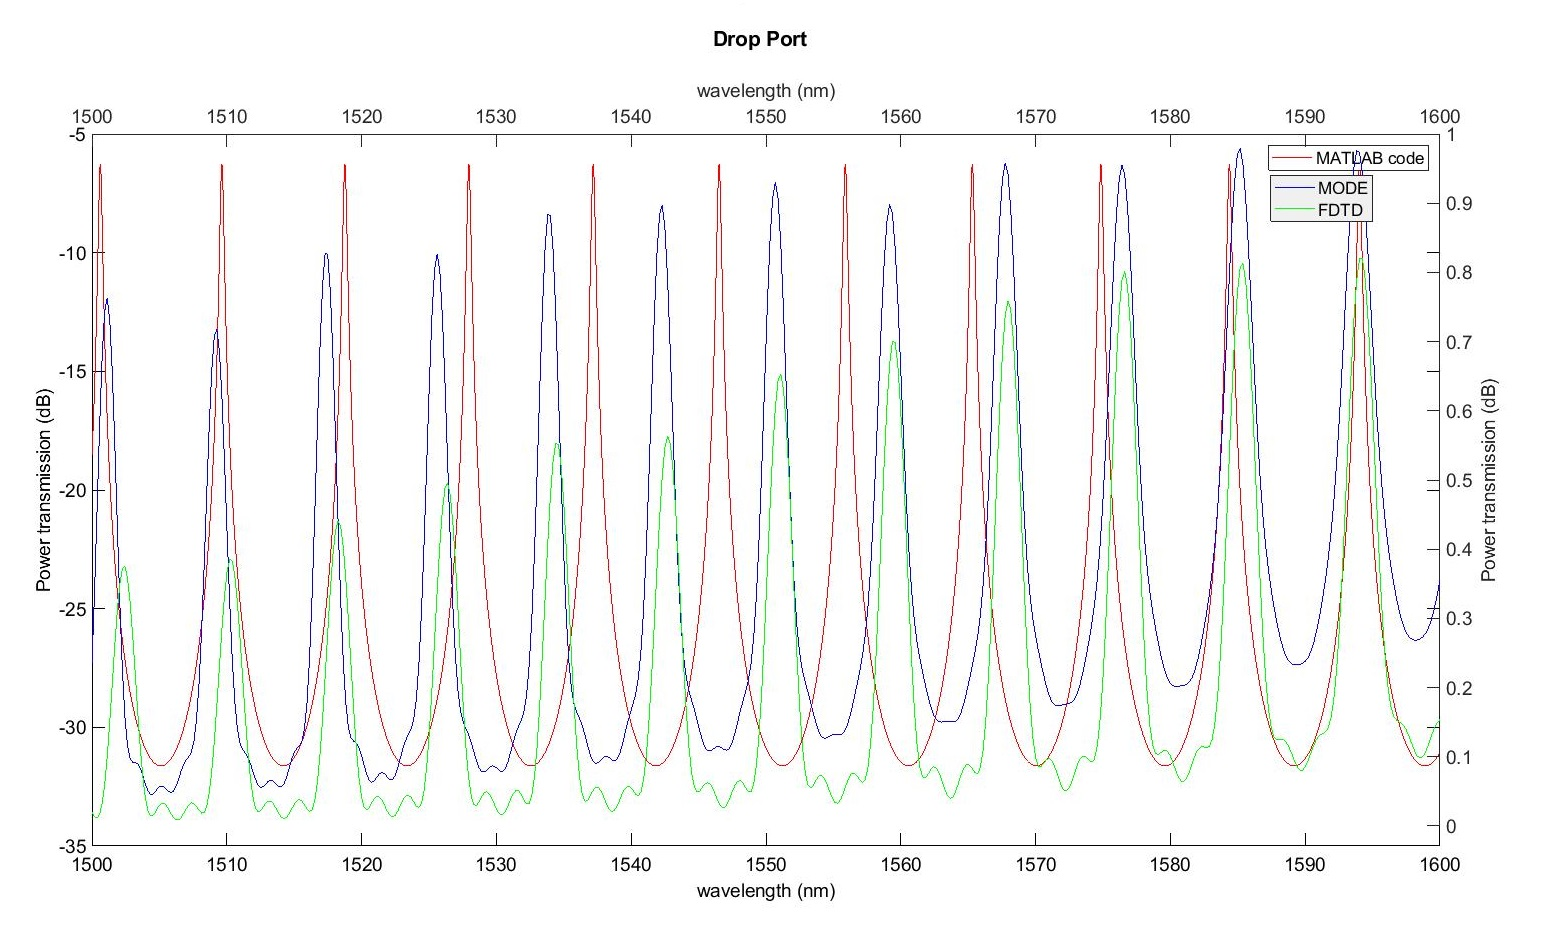 Drop Port
wavelength (nm)
1500 1510 1520 1530 1540 1550 1560 1570 1580 1590 1600
-5
-10
-15
-20
-25
-30
-35
Power transmission (dB)
MATLAB code
MODE
FDTD
1
0.9
0.8
0.7
0.6
0.5
0.4
0.3
0.2
0.1
0
Power transmission (dB)
1500 1510 1520 1530 1540 1550 1560 1570 1580 1590 1600
wavelength (nm)